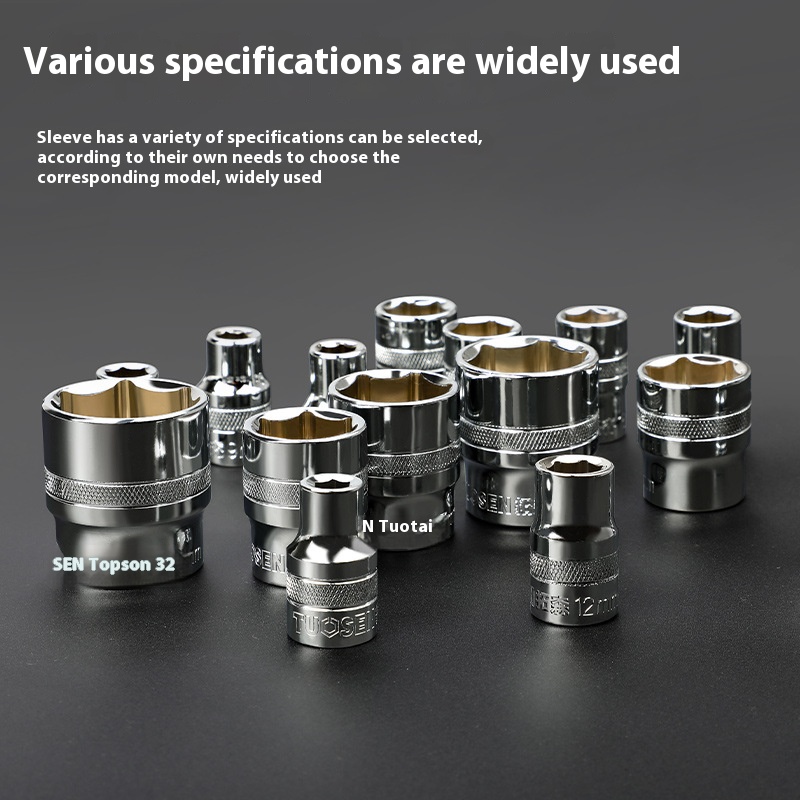 Various specifications are widely used
Sleeve has a variety of specifications can be selected,
according to their own needs to choose the
corresponding model, widely used
N Tuotai
SEN Topson 32
TUOSEN
12mm